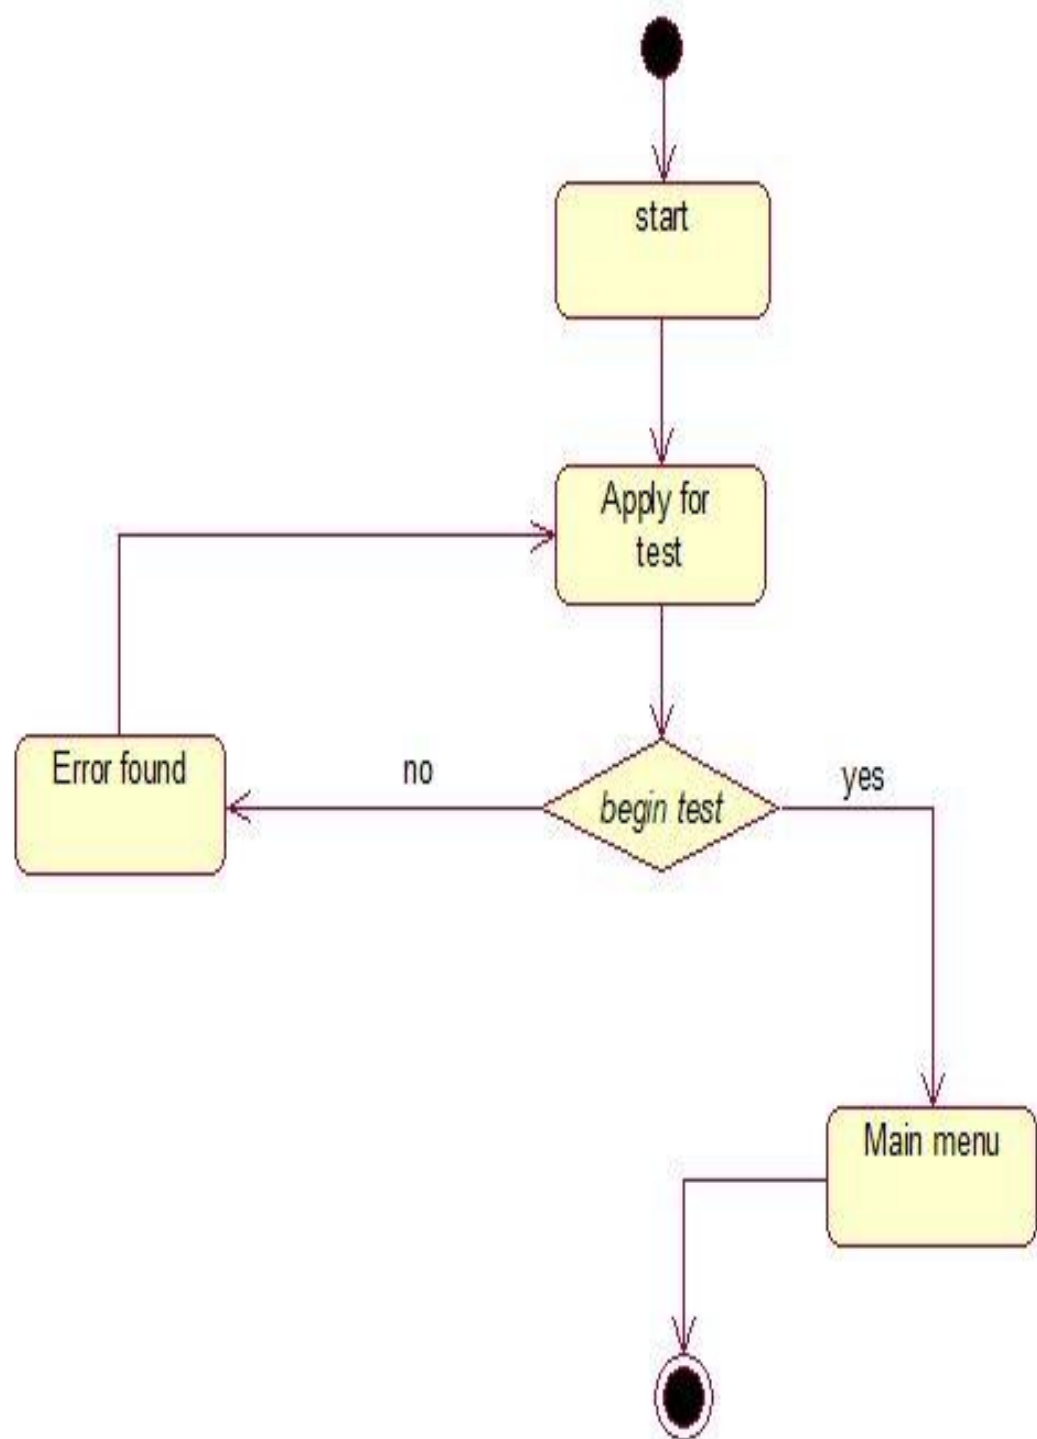 start
Apply for
test
Error found
no
begin test
yes
Main menu